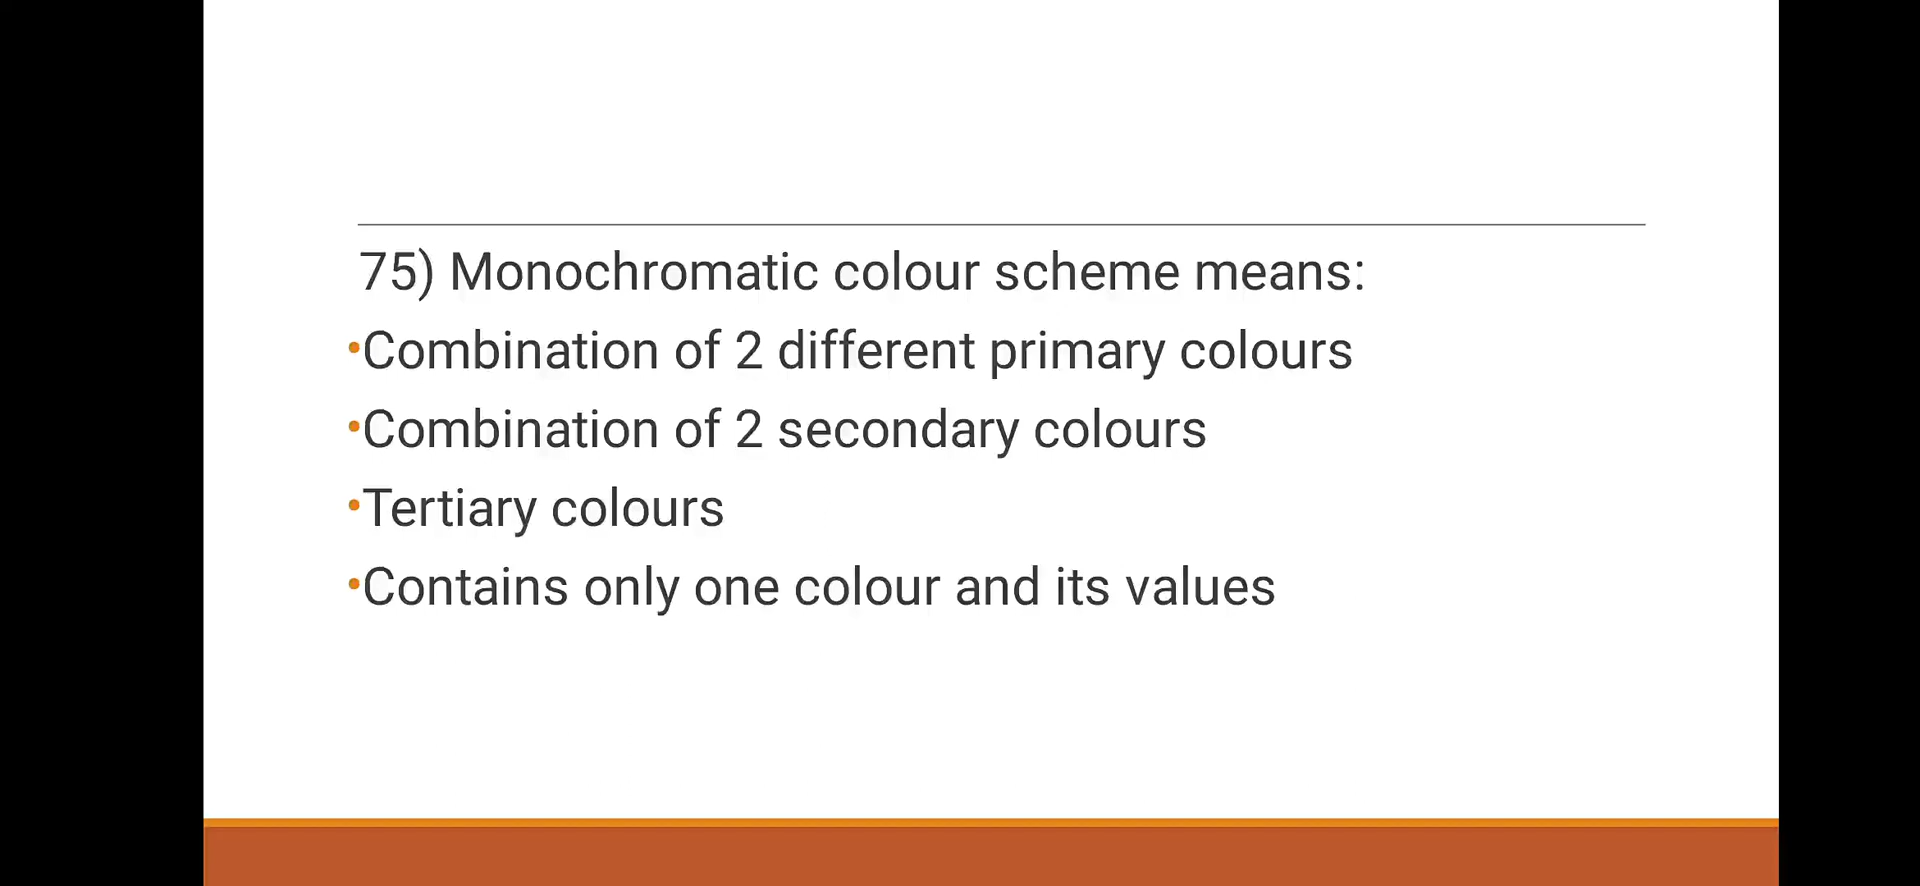 75) Monochromatic colour scheme means:
•Combination of 2 different primary colours
•Combination of 2 secondary colours
•Tertiary colours
•Contains only one colour and its values